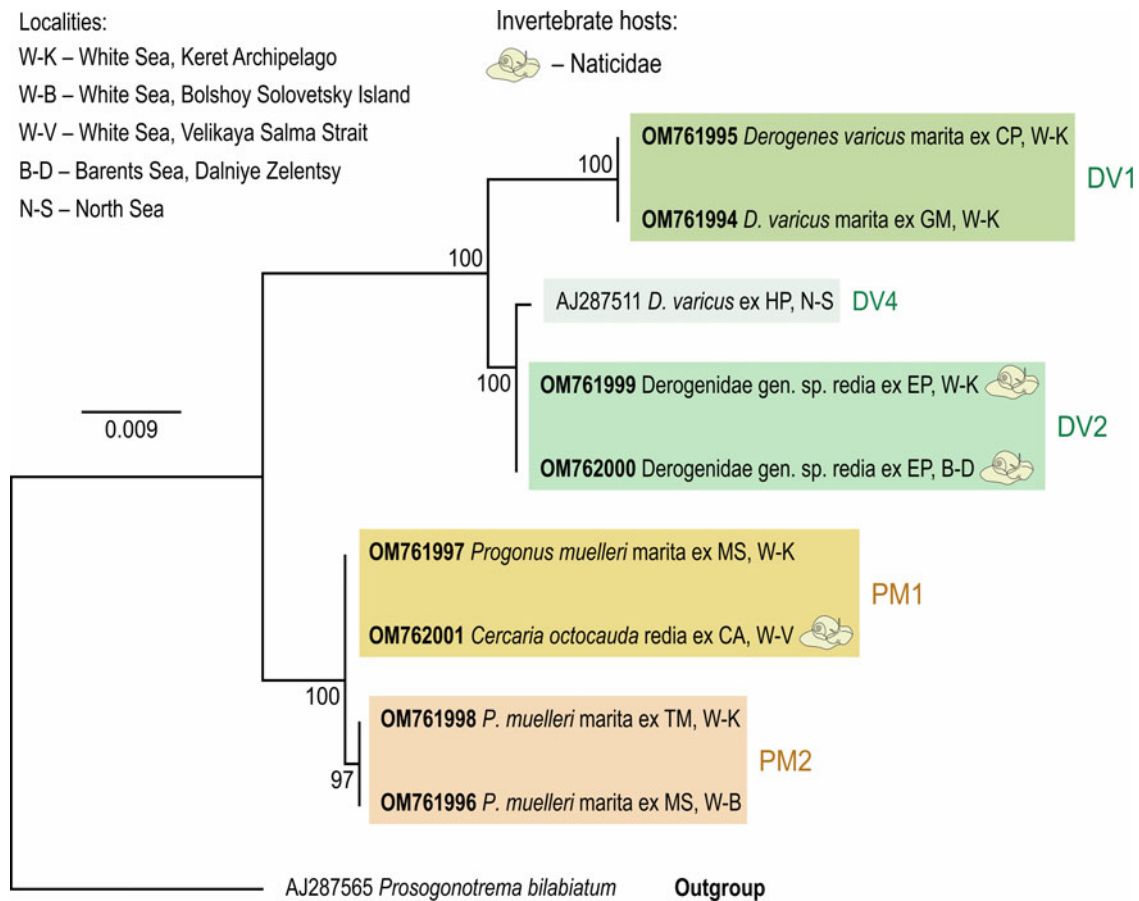 Localities:
W-K – White Sea, Keret Archipelago
W-B – White Sea, Bolshoy Solovetsky Island
W-V – White Sea, Velikaya Salma Strait
B-D – Barents Sea, Dalniye Zelentsy
N-S – North Sea
Invertebrate hosts:
– Naticidae
OM761995 Derogenes varicus marita ex CP, W-K
100
DV1
OM761994 D. varicus marita ex GM, W-K
100
AJ287511 D. varicus ex HP, N-S
DV4
100
OM761999 Derogenidae gen. sp. redia ex EP, W-K
DV2
OM762000 Derogenidae gen. sp. redia ex EP, B-D
0.009
OM761997 Progonus muelleri marita ex MS, W-K
PM1
OM762001 Cercaria octocauda redia ex CA, W-V
100
OM761998 P. muelleri marita ex TM, W-K
PM2
97
OM761996 P. muelleri marita ex MS, W-B
AJ287565 Prosogonotrema bilabiatum Outgroup